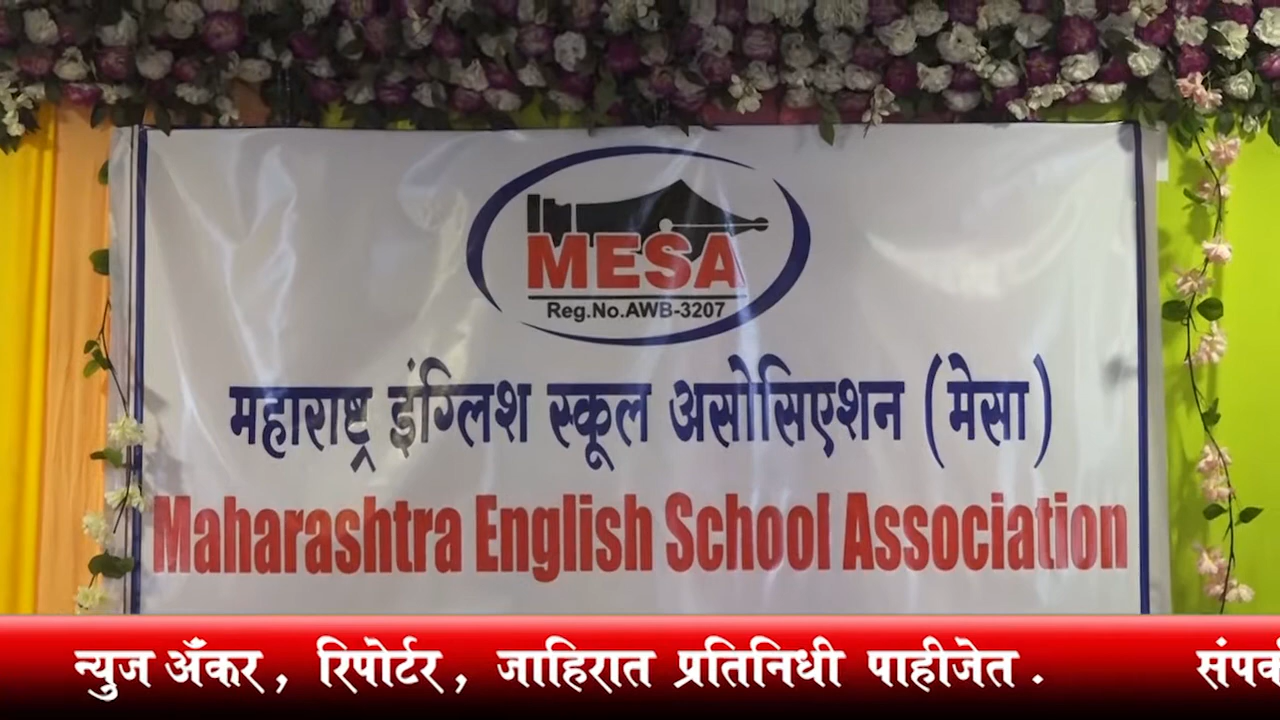 MESA
Reg.No.AWB-3207
महाराष्ट्र इंग्लिश स्कूल असोसिएशन (मेसा)
Maharashtra English School Association
न्युज अँकर, रिपोर्टर, जाहिरात प्रतिनिधी पाहीजेत.